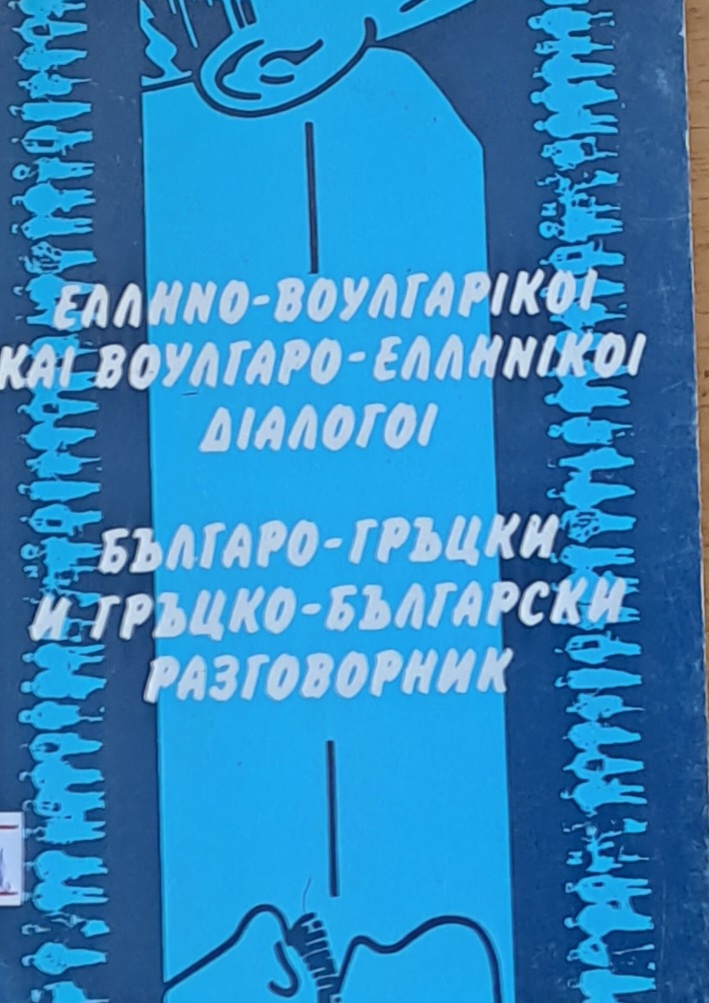 ΕΛΛΗΝΟ-ΒΟΥΛΓΑΡΙΚΟΙ
ΚΑΙ ΒΟΥΛΓΑΡΟ-ΕΛΛΗΝΙΚΟΙ
ΔΙΑΛΟΓΟΙ
БЪЛГАРО-ГРЪЦКИ
И ГРЪЦКО-БЪЛГАРСКИ
РАЗГОВОРНИК